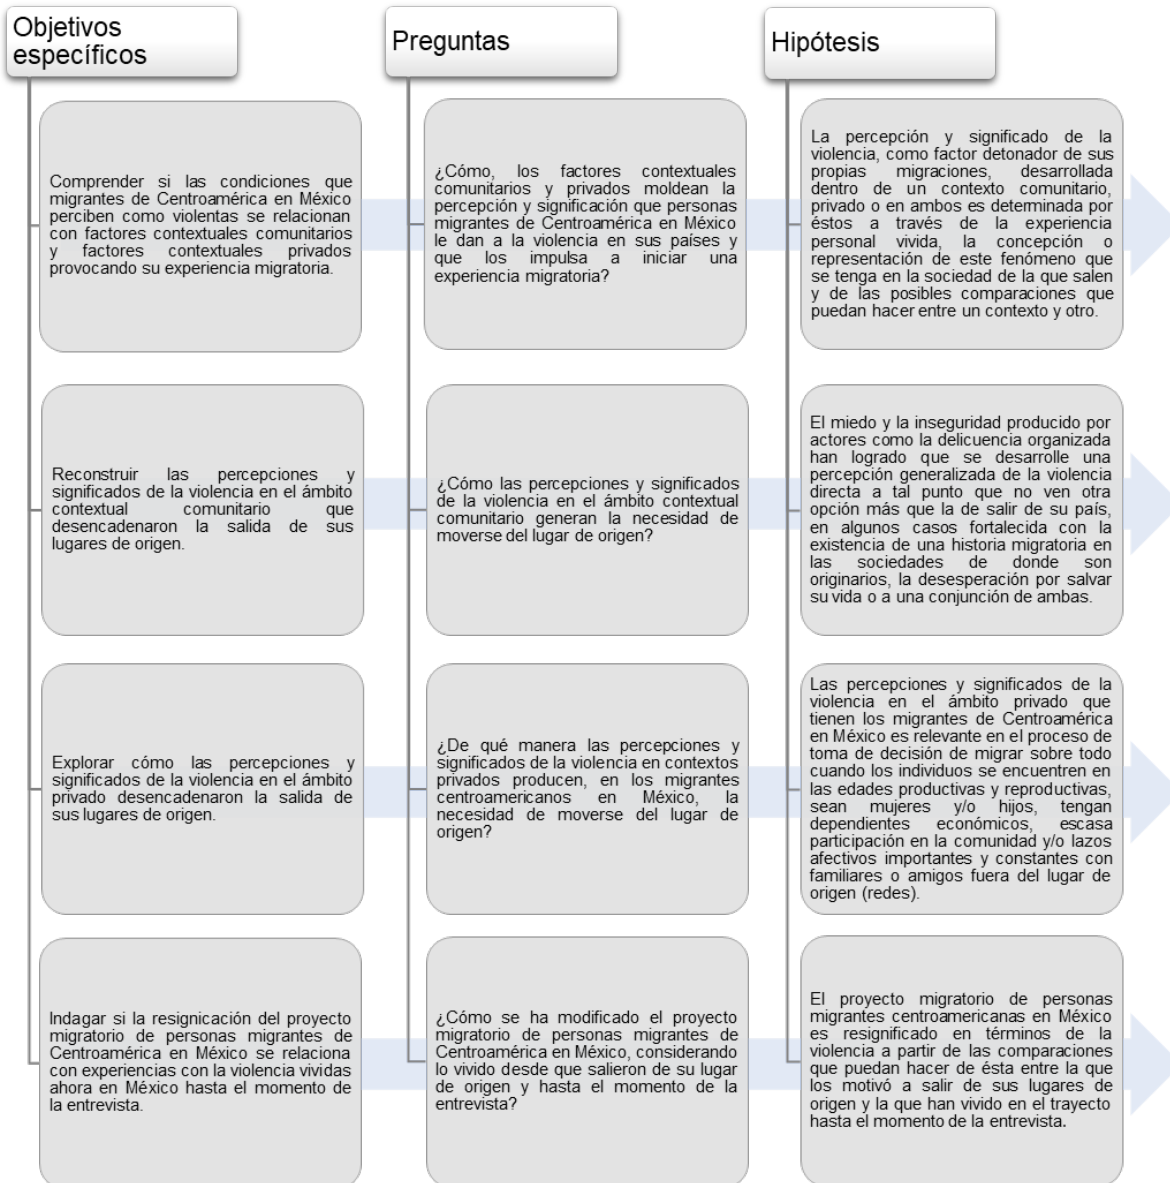 Objetivos
específicos
Preguntas
Hipótesis
Comprender si las condiciones que
migrantes de Centroamérica en México
perciben como violentas se relacionan
con factores contextuales comunitarios
y factores contextuales privados
provocando su experiencia migratoria.
¿Cómo, los factores contextuales
comunitarios y privados moldean la
percepción y significación que personas
migrantes de Centroamérica en México
le dan a la violencia en sus países y
que los impulsa a iniciar una
experiencia migratoria?
La percepción y significado de la
violencia, como factor detonador de sus
propias migraciones, desarrollada
dentro de un contexto comunitario,
privado o en ambos es determinada por
éstos a través de la experiencia
personal vivida, la concepción o
representación de este fenómeno que
se tenga en la sociedad de la que salen
y de las posibles comparaciones que
puedan hacer entre un contexto y otro.
Reconstruir las percepciones y
significados de la violencia en el ámbito
contextual comunitario que
desencadenaron la salida de sus
lugares de origen.
¿Cómo las percepciones y significados
de la violencia en el ámbito contextual
comunitario generan la necesidad de
moverse del lugar de origen?
El miedo y la inseguridad producido por
actores como la delicuencia organizada
han logrado que se desarrolle una
percepción generalizada de la violencia
directa a tal punto que no ven otra
opción más que la de salir de su país,
en algunos casos fortalecida con la
existencia de una historia migratoria en
las sociedades de donde son
originarios, la desesperación por salvar
su vida o a una conjunción de ambas.
Explorar cómo las percepciones y
significados de la violencia en el ámbito
privado desencadenaron la salida de
sus lugares de origen.
¿De qué manera las percepciones y
significados de la violencia en contextos
privados producen, en los migrantes
centroamericanos en México, la
necesidad de moverse del lugar de
origen?
Las percepciones y significados de la
violencia en el ámbito privado que
tienen los migrantes de Centroamérica
en México es relevante en el proceso de
toma de decisión de migrar sobre todo
cuando los individuos se encuentren en
las edades productivas y reproductivas,
sean mujeres y/o hijos, tengan
dependientes económicos, escasa
participación en la comunidad y/o lazos
afectivos importantes y constantes con
familiares o amigos fuera del lugar de
origen (redes).
Indagar si la resignicación del proyecto
migratorio de personas migrantes de
Centroamérica en México se relaciona
con experiencias con la violencia vividas
ahora en México hasta el momento de
la entrevista.
¿Cómo se ha modificado el proyecto
migratorio de personas migrantes de
Centroamérica en México, considerando
lo vivido desde que salieron de su lugar
de origen y hasta el momento de la
entrevista?
El proyecto migratorio de personas
migrantes centroamericanas en México
es resignificado en términos de la
violencia a partir de las comparaciones
que puedan hacer de ésta entre la que
los motivó a salir de sus lugares de
origen y la que han vivido en el trayecto
hasta el momento de la entrevista.